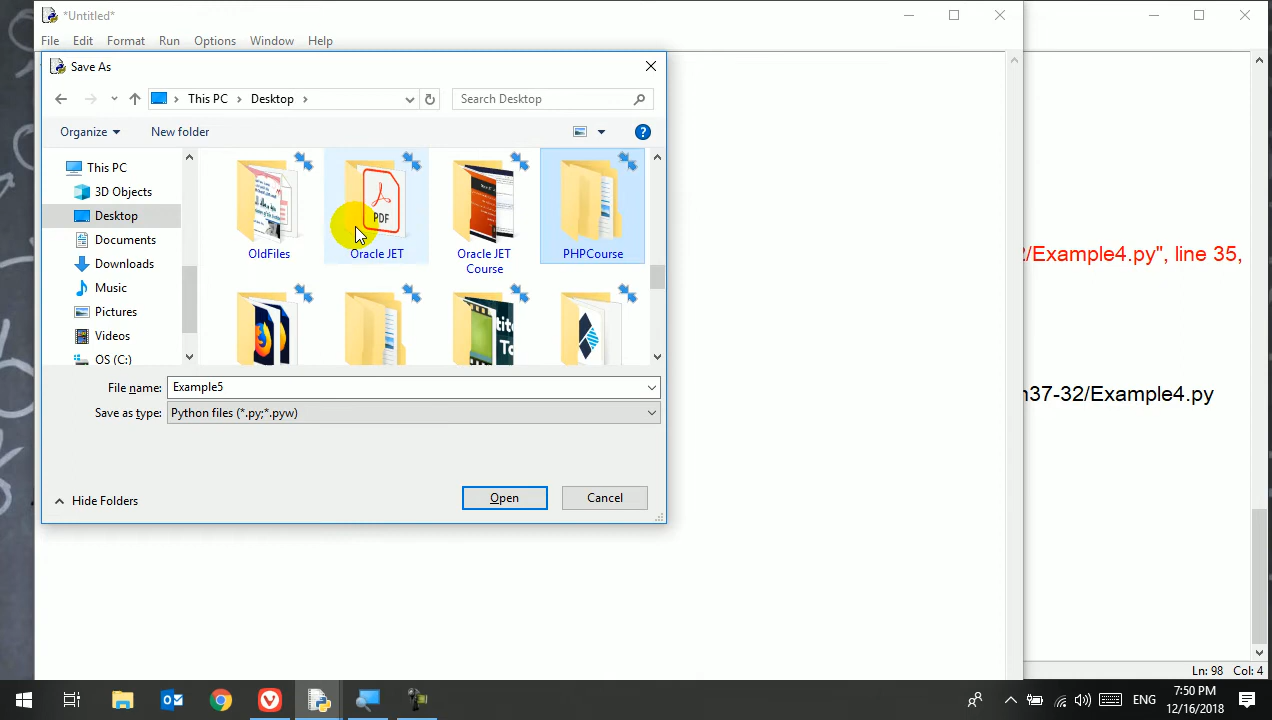 *Untitled*
File Edit Format Run Options Window Help
Save As
This PC Desktop
Search Desktop
Organize New folder
This PC
3D Objects
Desktop
Documents
Downloads
Music
Pictures
Videos
OS (C:)
PDF
OldFiles
Oracle JET
Oracle JET
Course
PHPCourse
File name: Example5
Save as type: Python files (*.py;*.pyw)
Hide Folders
Open Cancel
2/Example4.py", line 35,
n37-32/Example4.py
Ln: 98 Col: 4
ENG
7:50 PM
12/16/2018